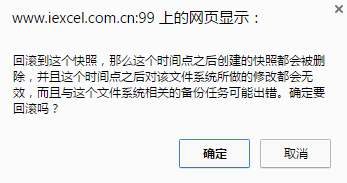 www.iexcel.com.cn:99 上的网页显示：
回滚到这个快照，那么这个时间点之后创建的快照都会被删
除，并且这个时间点之后对该文件系统所做的修改都会无
效，而且与这个文件系统相关的备份任务可能出错。确定要
回滚吗？
确定 取消